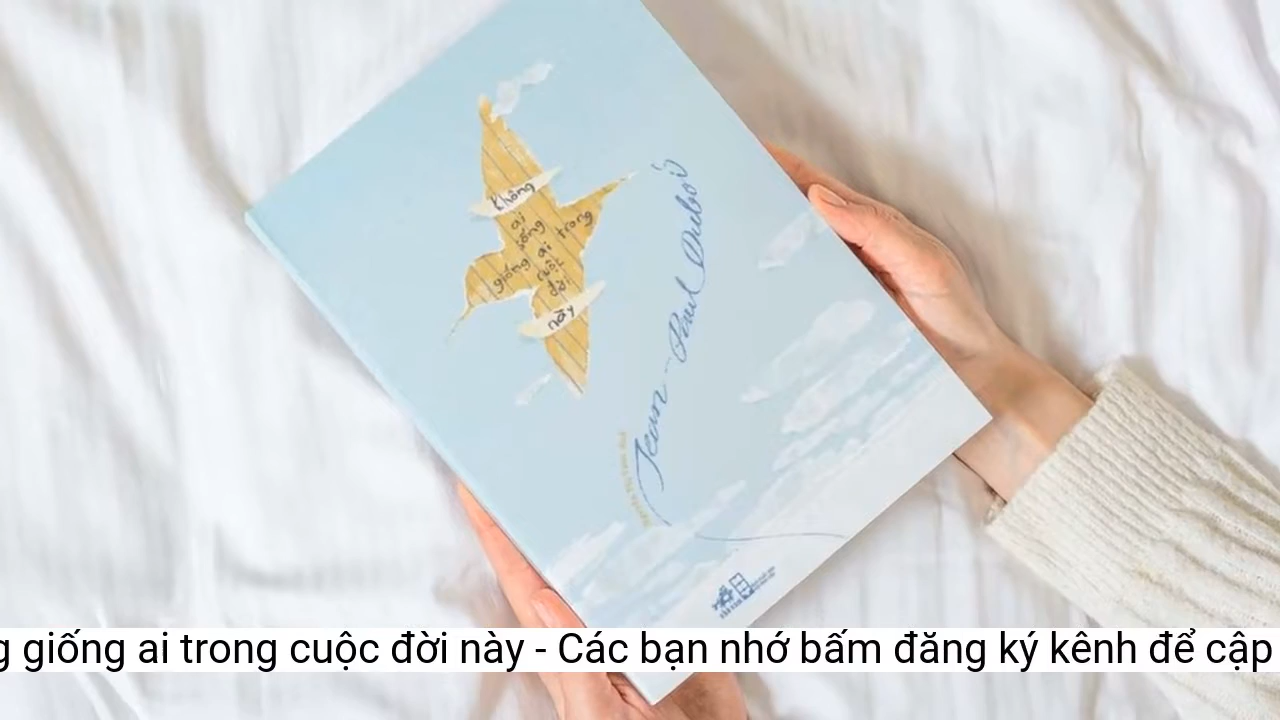 Không
ai
sống
giống ai trong
cuộc
đời
này
Jean-Paul Dubois
g giống ai trong cuộc đời này - Các bạn nhớ bấm đăng ký kênh để cập